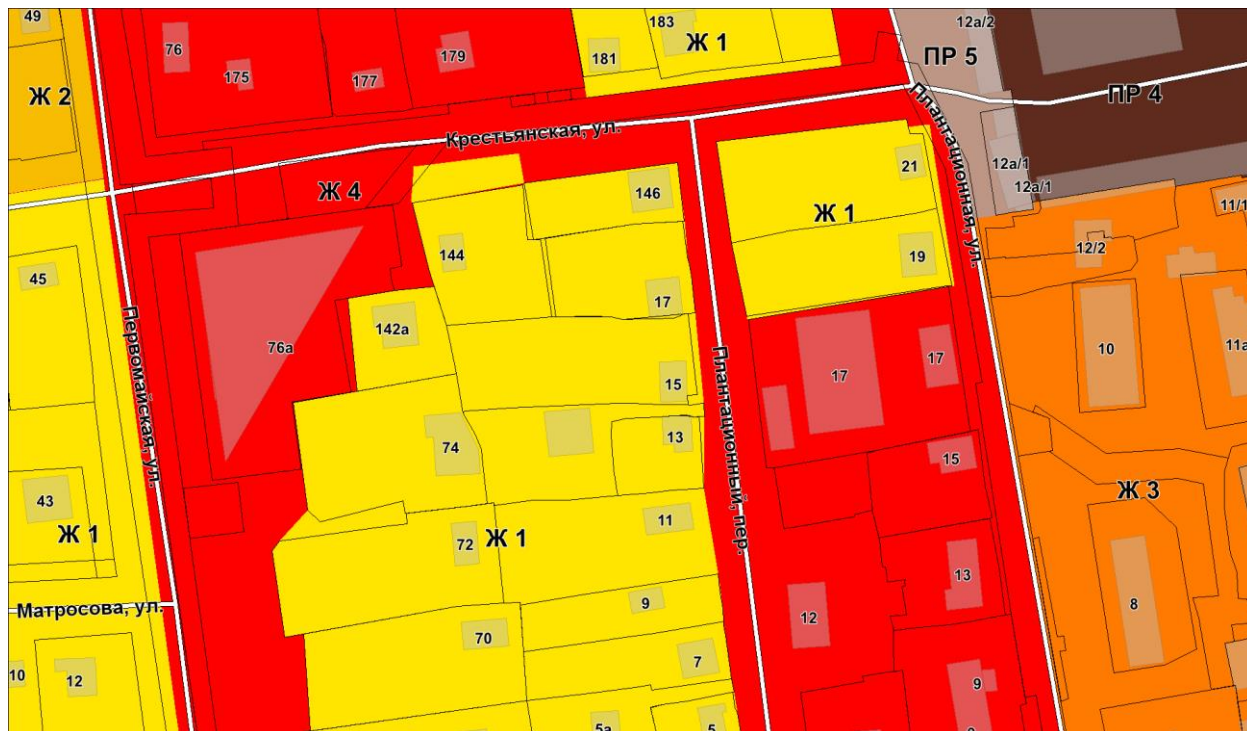 49
76
175
177
179
181
183
Ж 1
12а/2
ПР 5
ПР 4
Ж 2
Крестьянская, ул.
Плантационная, ул.
12а/1
12а/1
11/1
Ж 4
146
21
Ж 1
144
19
12/2
45
17
142а
76а
Первомайская, ул.
Плантационный, пер.
17
17
10
11а
15
74
13
15
43
Ж 1
11
Ж 3
72
Ж 1
13
Матросова, ул.
9
12
8
70
10
12
7
9
5а
5